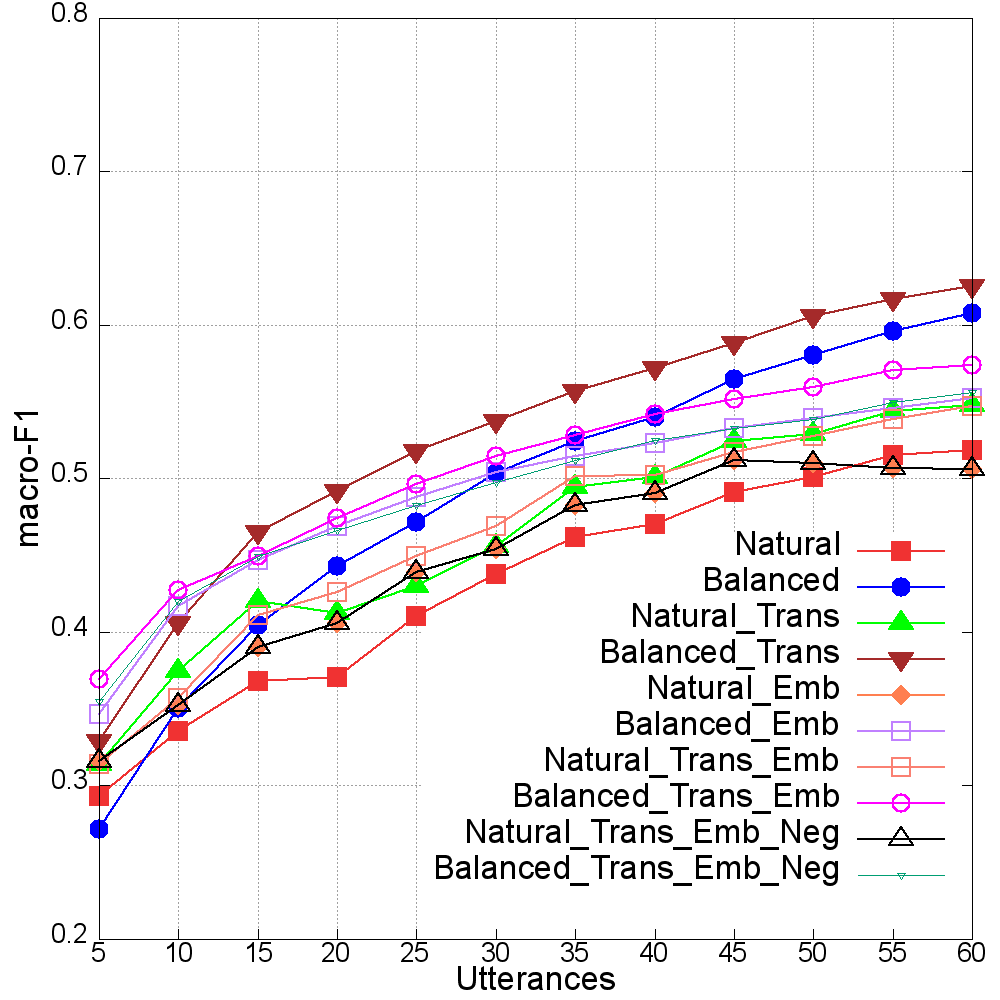 0.8
0.7
0.6
0.5
0.4
0.3
0.2
macro-F1
Natural
Balanced
Natural_Trans
Balanced_Trans
Natural_Emb
Balanced_Emb
Natural_Trans_Emb
Balanced_Trans_Emb
Natural_Trans_Emb_Neg
Balanced_Trans_Emb_Neg
5 10 15 20 25 30 35 40 45 50 55 60
Utterances